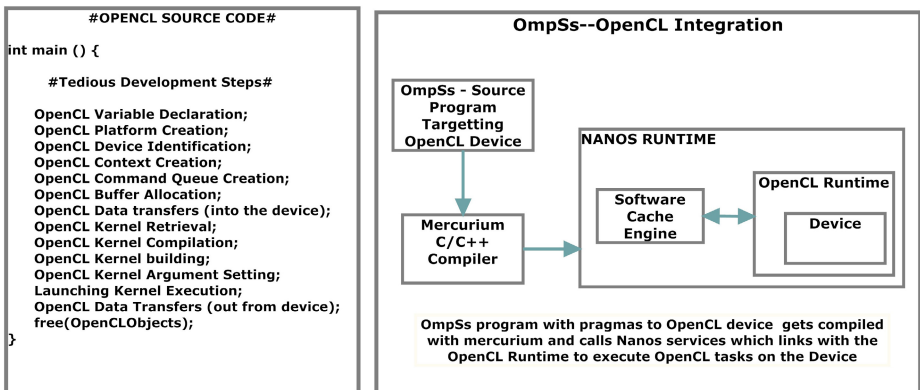 #OPENCL SOURCE CODE#
int main () {
#Tedious Development Steps#
OpenCL Variable Declaration;
OpenCL Platform Creation;
OpenCL Device Identification;
OpenCL Context Creation;
OpenCL Command Queue Creation;
OpenCL Buffer Allocation;
OpenCL Data transfers (into the device);
OpenCL Kernel Retrieval;
OpenCL Kernel Compilation;
OpenCL Kernel building;
OpenCL Kernel Argument Setting;
Launching Kernel Execution;
OpenCL Data Transfers (out from device);
free(OpenCLObjects);
}
OmpSs--OpenCL Integration
OmpSs - Source
Program
Targetting
OpenCL Device
Mercurium
C/C++
Compiler
NANOS RUNTIME
Software
Cache
Engine
OpenCL Runtime
Device
OmpSs program with pragmas to OpenCL device gets compiled
with mercurium and calls Nanos services which links with the
OpenCL Runtime to execute OpenCL tasks on the Device